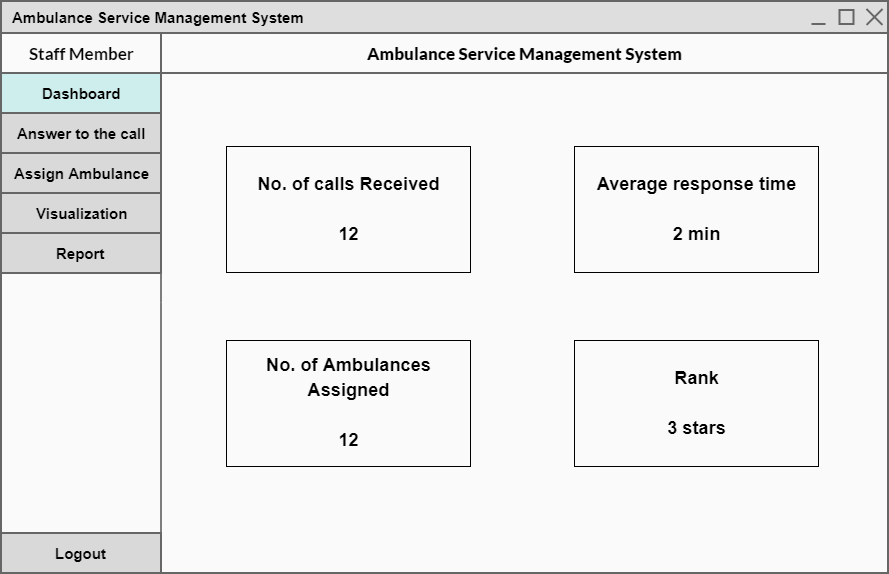 Ambulance Service Management System
Staff Member
Ambulance Service Management System
Dashboard
Answer to the call
Assign Ambulance
Visualization
Report
Logout
No. of calls Received
12
Average response time
2 min
No. of Ambulances
Assigned
12
Rank
3 stars